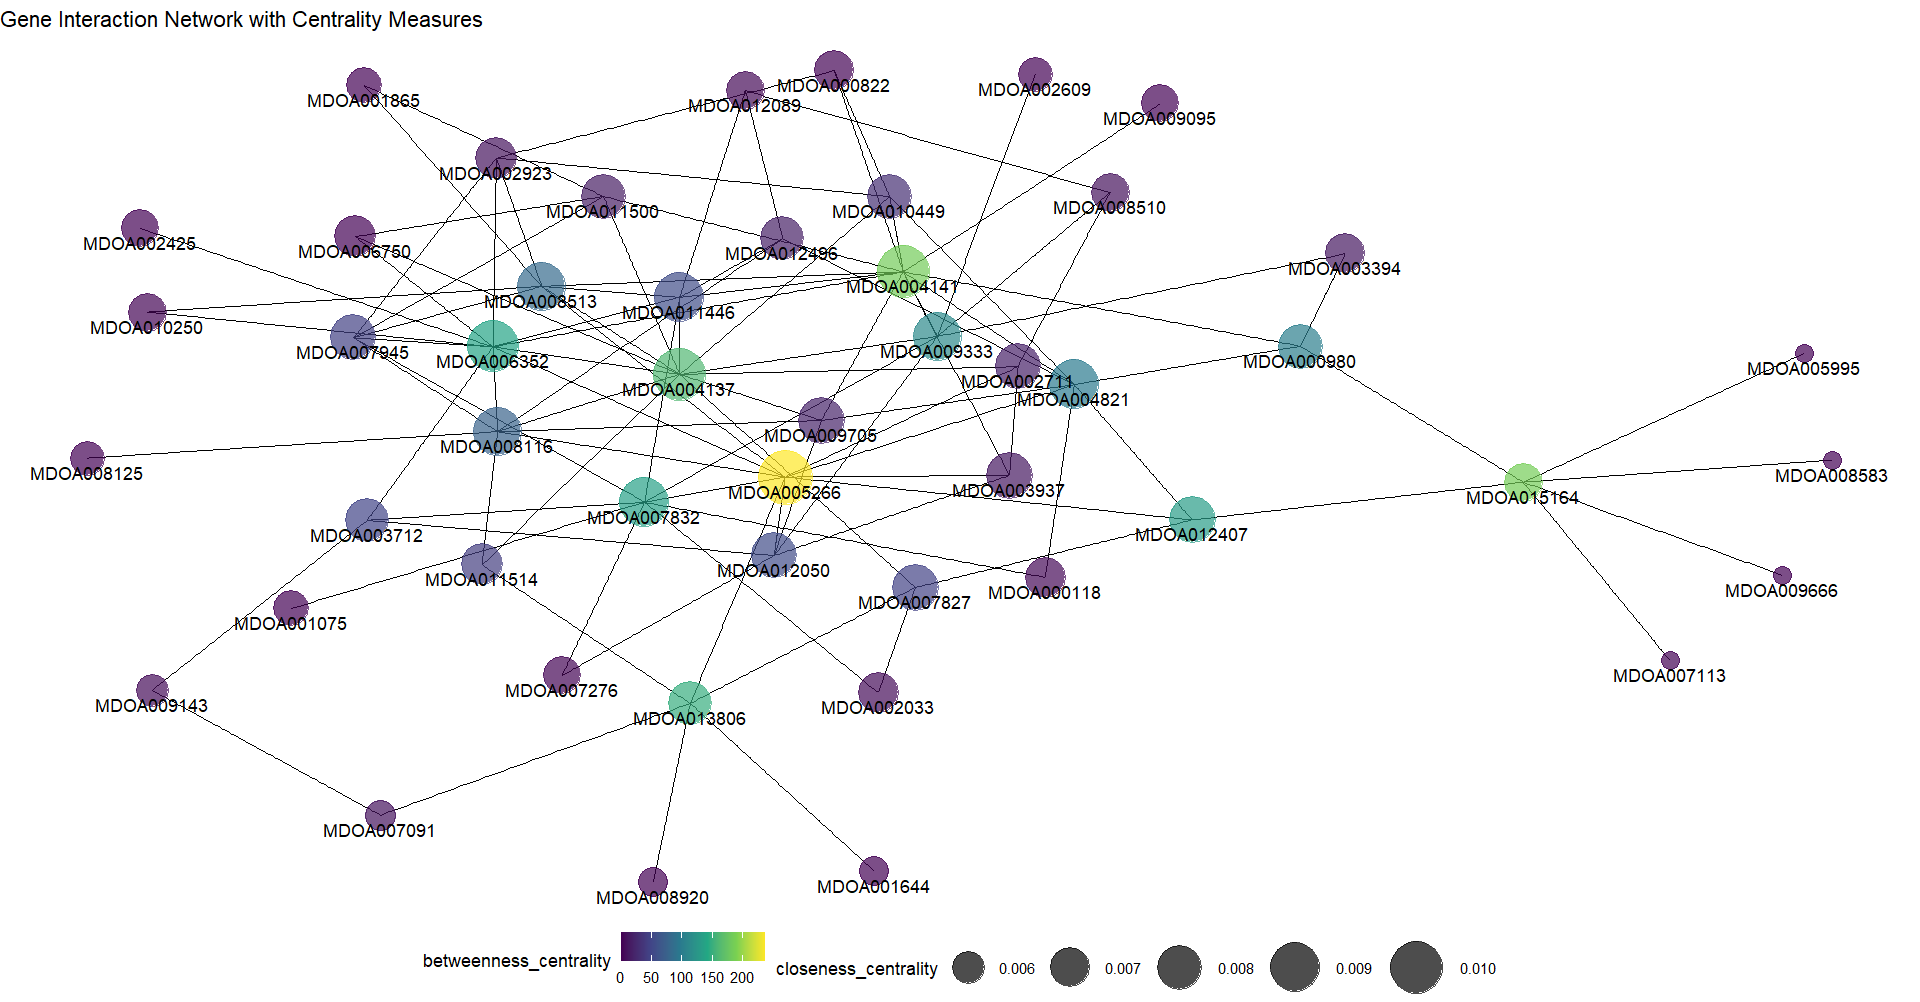 Gene Interaction Network with Centrality Measures
MDOA000822
MDOA002609
MDOA001865
MDOA012089
MDOA009095
MDOA002923
MDOA011500
MDOA010449
MDOA008510
MDOA002425
MDOA006750
MDOA012496
MDOA003394
MDOA004141
MDOA008513
MDOA011446
MDOA010250
MDOA007945
MDOA006352
MDOA009333
MDOA000980
MDOA005995
MDOA002711
MDOA004137
MDOA004821
MDOA009705
MDOA008116
MDOA008125
MDOA008583
MDOA005266
MDOA003937
MDOA015164
MDOA007832
MDOA003712
MDOA012407
MDOA012050
MDOA011514
MDOA009666
MDOA000118
MDOA007827
MDOA001075
MDOA007113
MDOA007276
MDOA009143
MDOA002033
MDOA013806
MDOA007091
MDOA001644
MDOA008920
betweenness_centrality
0 50 100 150 200
closeness_centrality
0.006 0.007 0.008 0.009 0.010